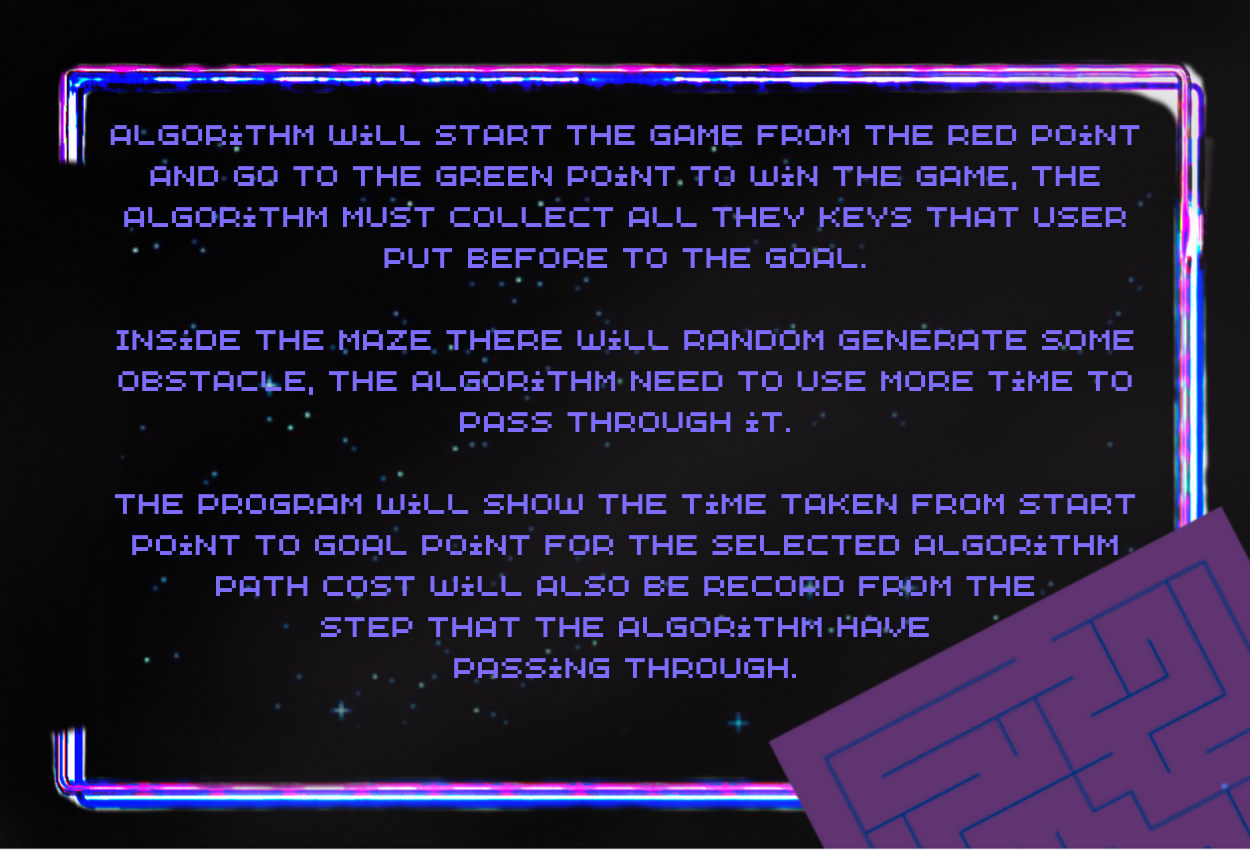 ALGORiTHM WiLL START THE GAME FROM THE RED POiNT
AND GO TO THE GREEN POiNT TO WiN THE GAME, THE
ALGORiTHM MUST COLLECT ALL THEY KEYS THAT USER
PUT BEFORE TO THE GOAL.
INSiDE THE MAZE THERE WiLL RANDOM GENERATE SOME
OBSTACLE, THE ALGORiTHM NEED TO USE MORE TiME TO
PASS THROUGH iT.
THE PROGRAM WiLL SHOW THE TiME TAKEN FROM START
POiNT TO GOAL POiNT FOR THE SELECTED ALGORiTHM.
PATH COST WiLL ALSO BE RECORD FROM THE
STEP THAT THE ALGORiTHM HAVE
PASSiNG THROUGH.